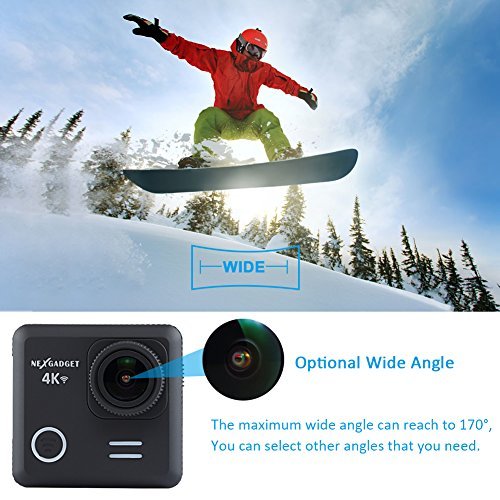 WIDE
NEXGADGET
4K
Optional Wide Angle
The maximum wide angle can reach to 170°,
You can select other angles that you need.